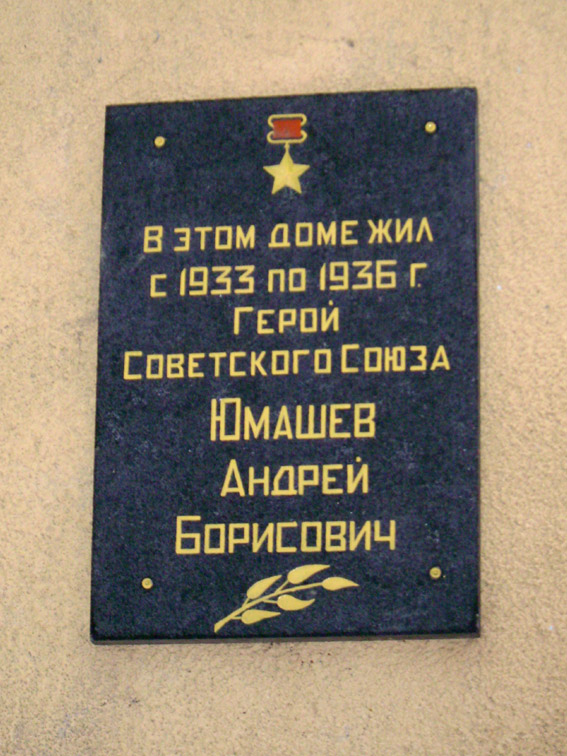 В ЭТОМ ДОМЕ ЖИЛ
С 1933 ПО 1936 Г.
ГЕРОЙ
СОВЕТСКОГО СОЮЗА
ЮМАШЕВ
АНДРЕЙ
БОРИСОВИЧ